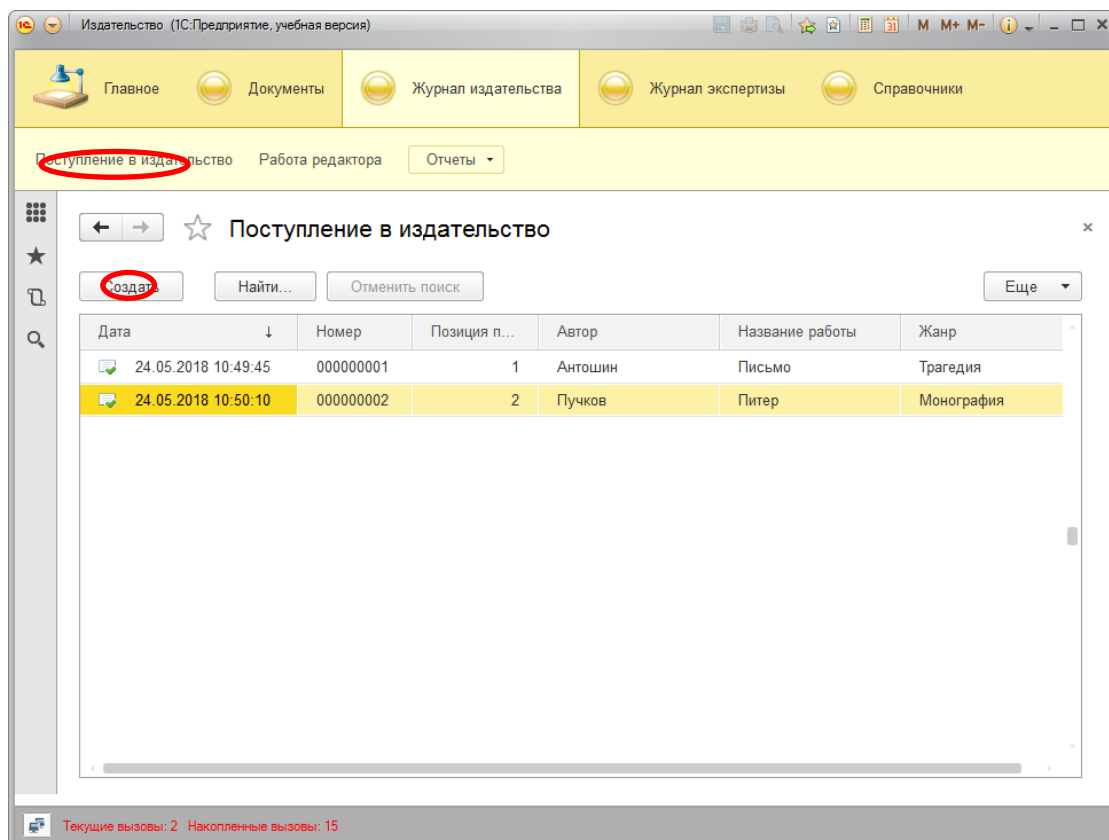 Издательство (1С:Предприятие, учебная версия) 31 M M+ M-
Главное Документы Журнал издательства Журнал экспертизы Справочники
Поступление в издательство Работа редактора Отчеты
Поступление в издательство
Создать Найти... Отменить поиск Еще
Дата Номер Позиция п... Автор Название работы Жанр
24.05.2018 10:49:45 000000001 1 Антошин Письмо Трагедия
24.05.2018 10:50:10 000000002 2 Пучков Питер Монография
Текущие вызовы: 2 Накопленные вызовы: 15